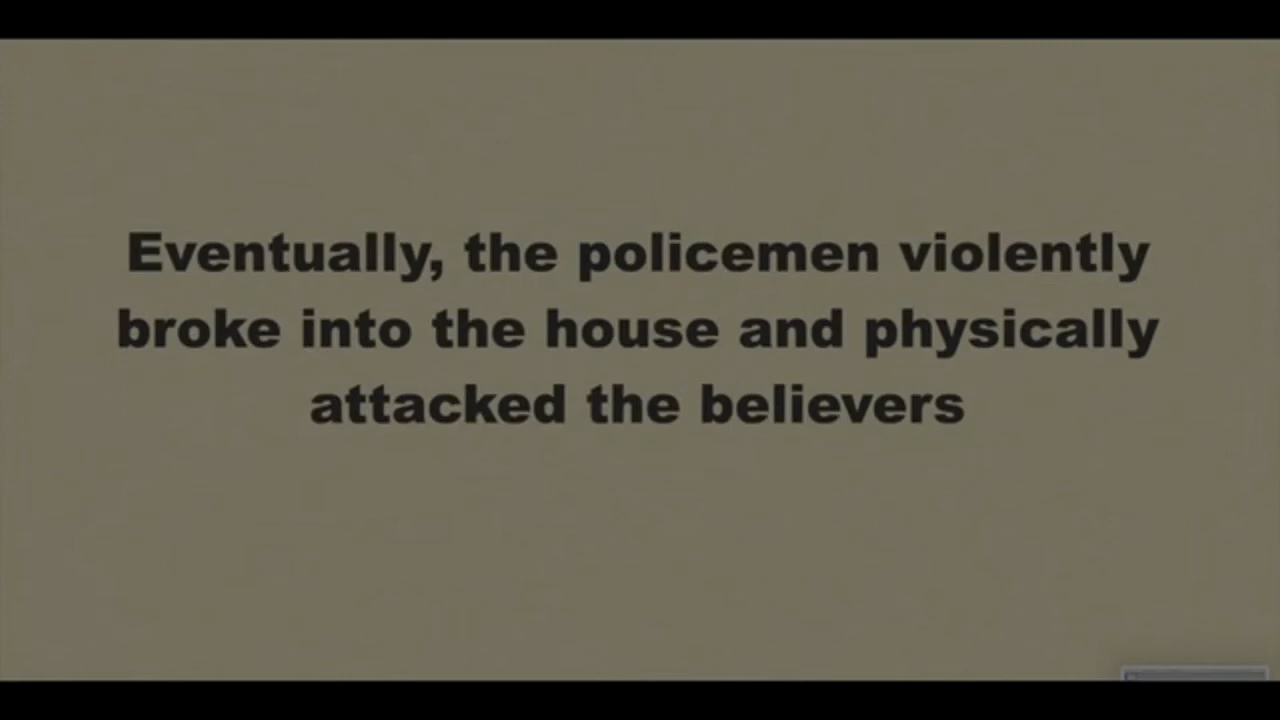 Eventually, the policemen violently
broke into the house and physically
attacked the believers